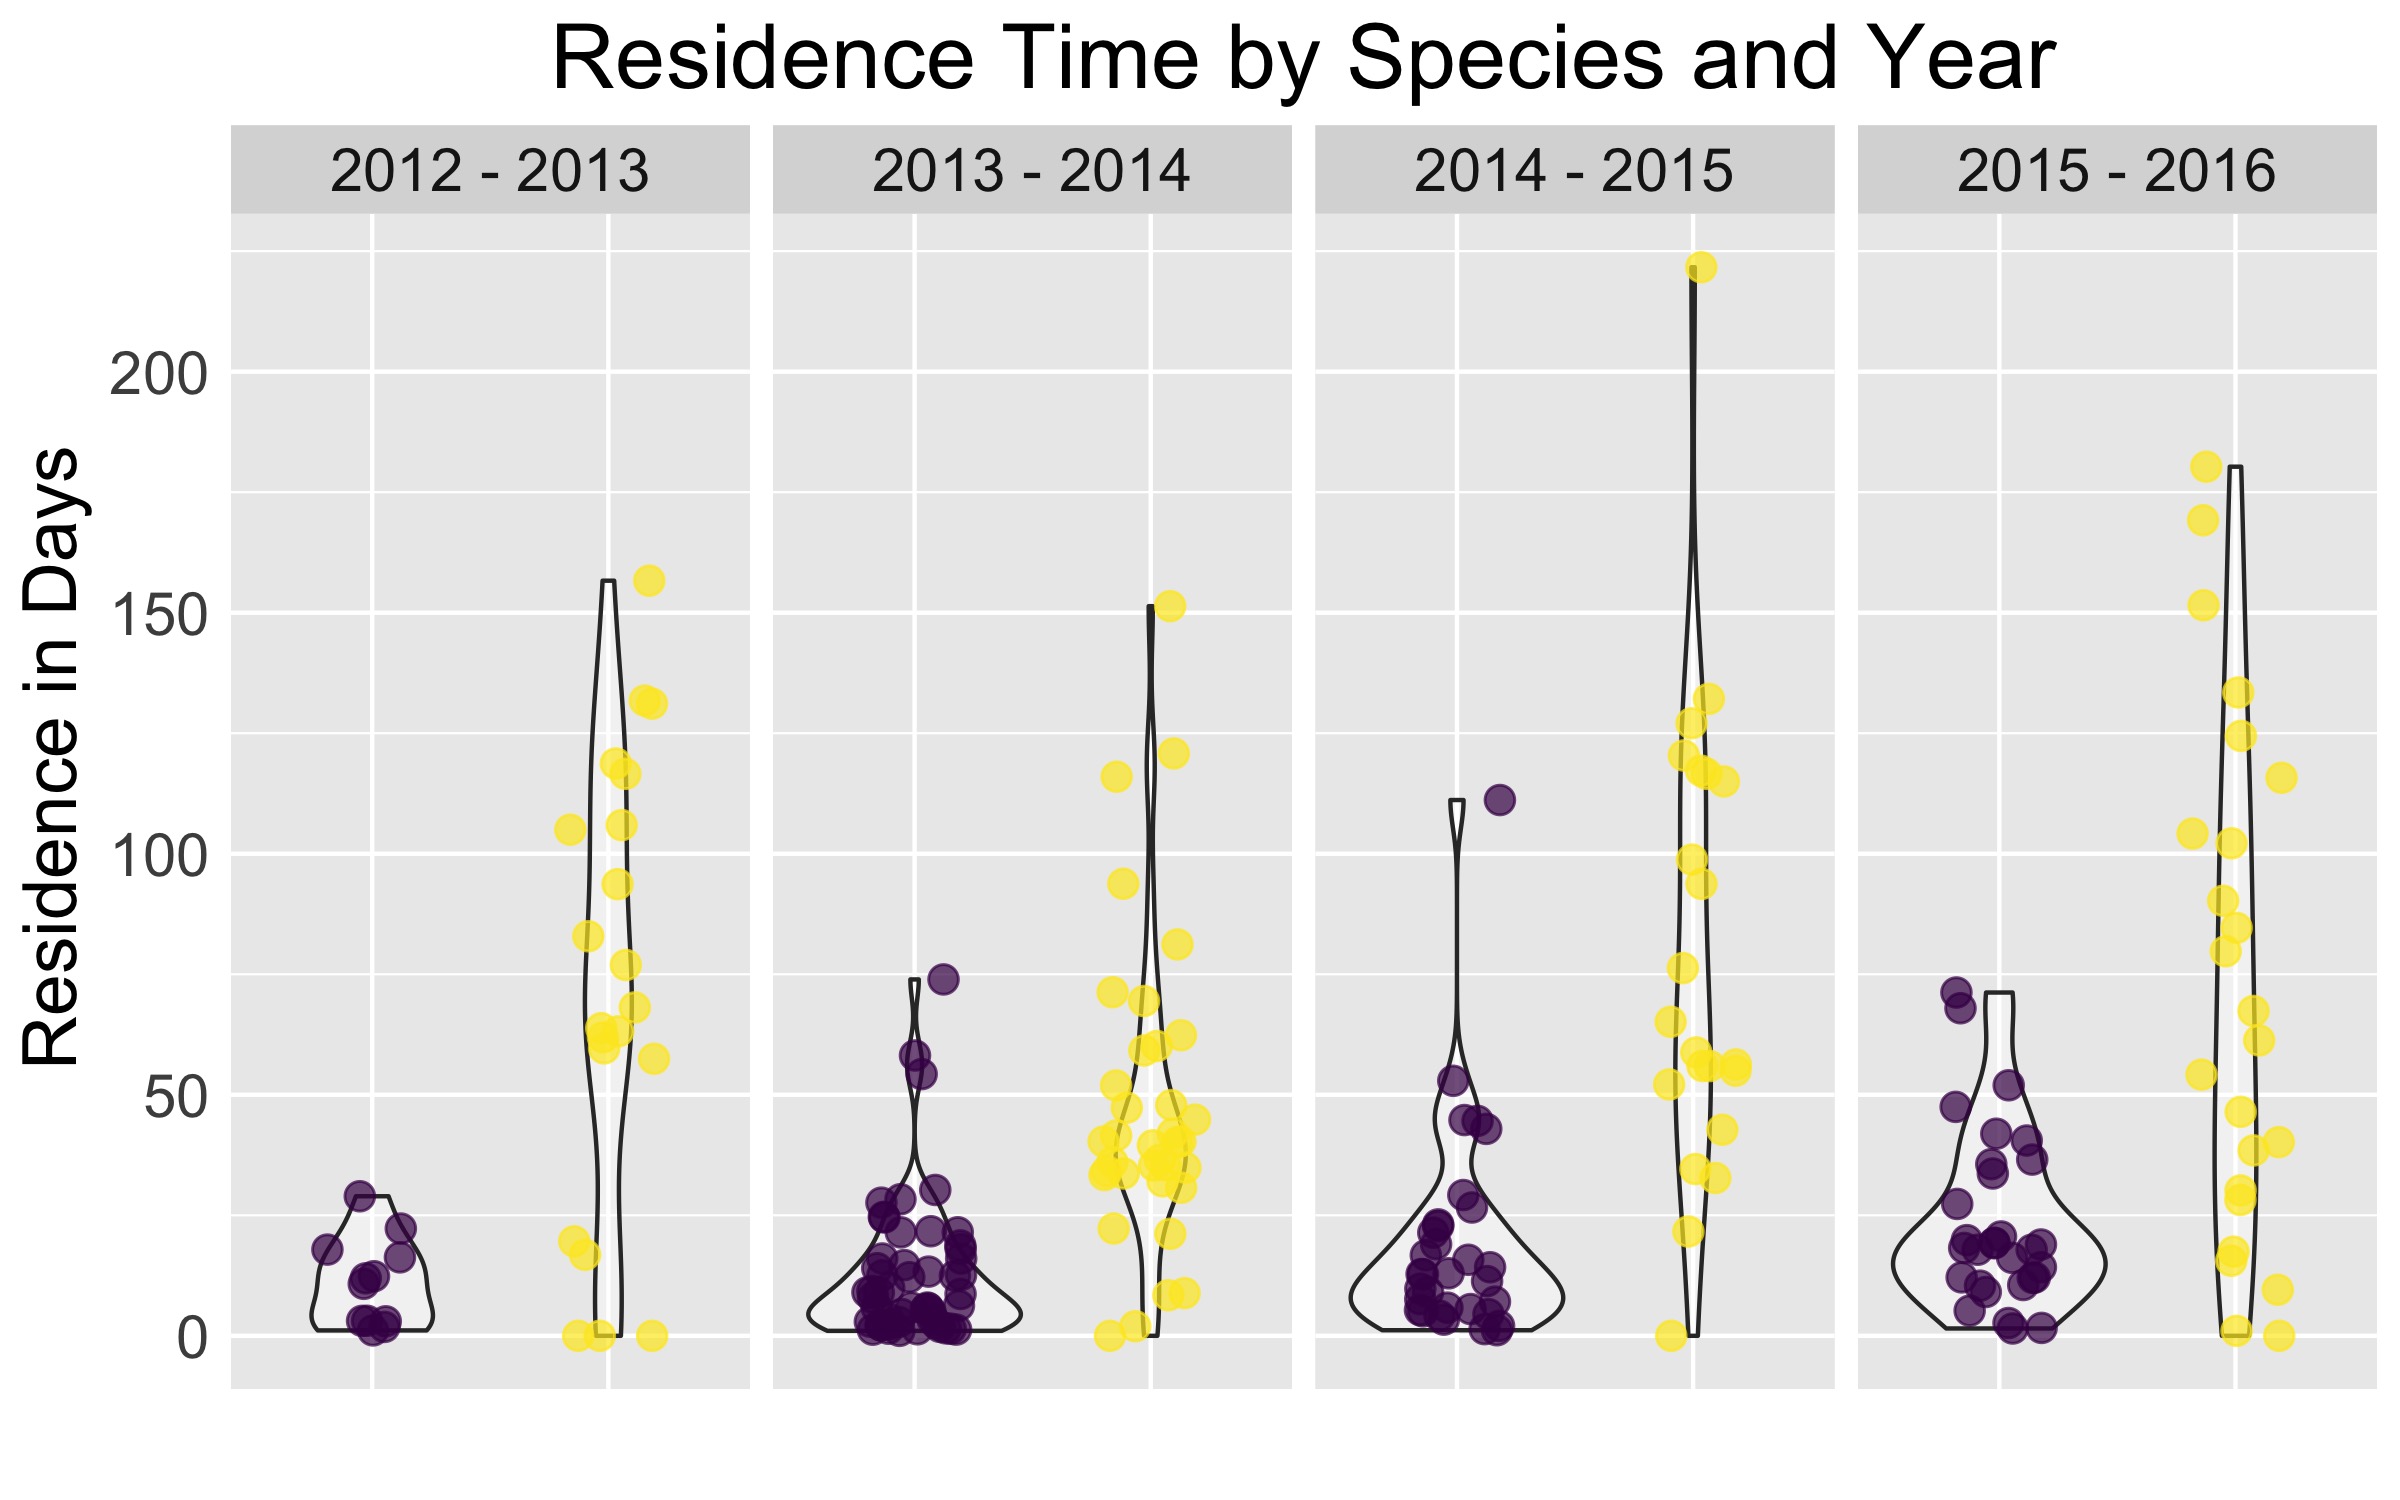 Residence Time by Species and Year
2012 - 2013
2013 - 2014
2014 - 2015
2015 - 2016
Residence in Days
200
150
100
50
0